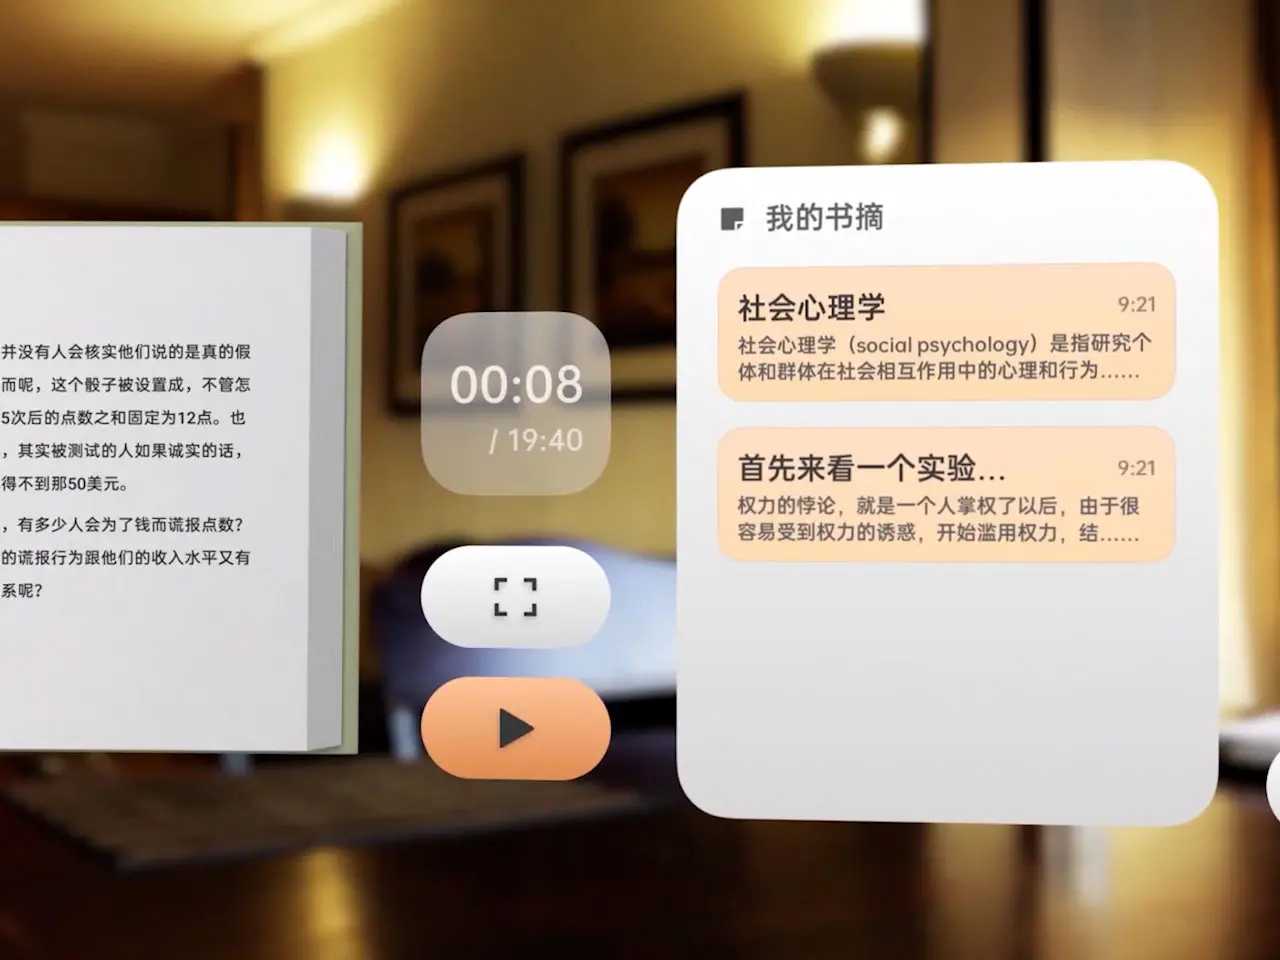 并没有人会核实他们说的是真的假
而呢，这个骰子被设置成，不管怎
5次后的点数之和固定为12点。也
，其实被测试的人如果诚实的话，
得不到那50美元。
，有多少人会为了钱而谎报点数？
的谎报行为跟他们的收入水平又有
系呢？
00:08
/ 19:40
我的书摘
社会心理学
9:21
社会心理学（social psychology）是指研究个
体和群体在社会相互作用中的心理和行为......
首先来看一个实验...
9:21
权力的悖论，就是一个人掌权了以后，由于很
容易受到权力的诱惑，开始滥用权力，结......